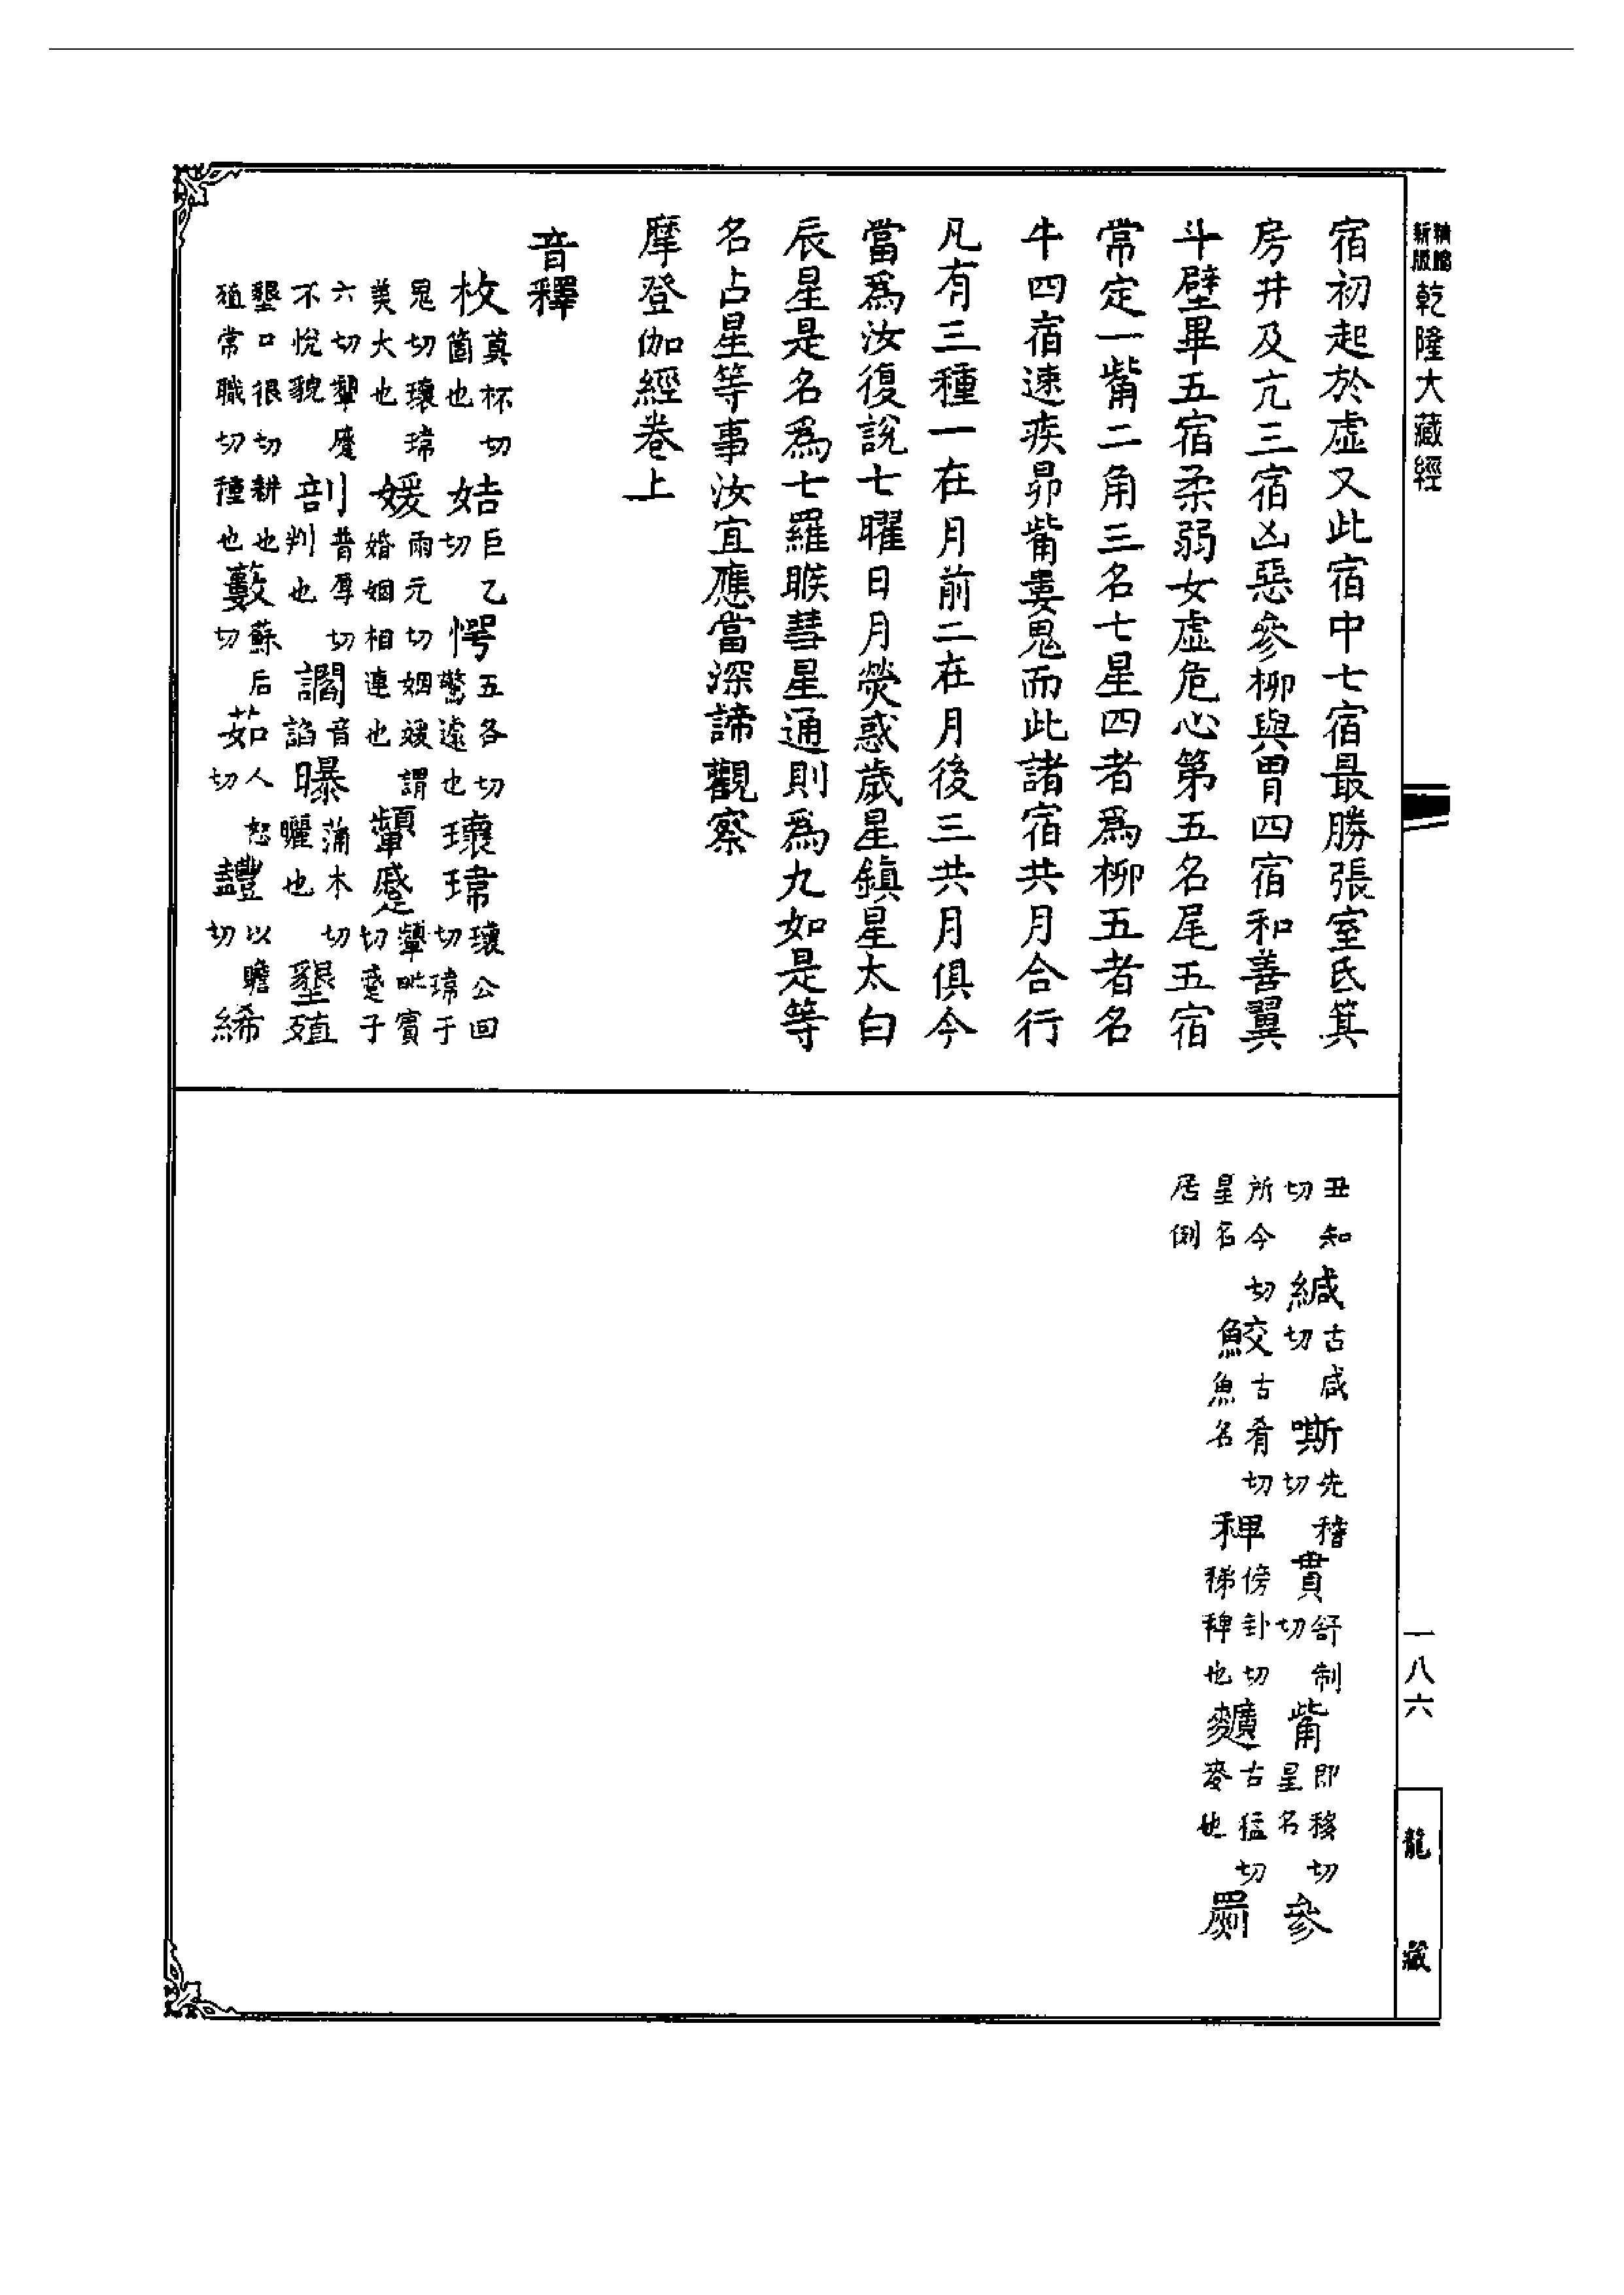 精縮新版乾隆大藏經
宿初起於虛又此宿中七宿最勝張室氐箕
房井及亢三宿凶惡參柳與胃四宿和善翼
斗壁畢五宿柔弱女虛危心第五名尾五宿
常定一觜二角三名七星四者爲柳五者名
牛四宿速疾昴觜婁鬼而此諸宿共月合行
凡有三種一在月前二在月後三共月俱今
當爲汝復說七曜日月熒惑歲星鎮星太白
辰星是名爲七羅睺彗星通則爲九如是等
名占星等事汝宜應當深諦觀察
摩登伽經卷上
音釋
枚莫杯切箇也姞巨乙切愕五各切驚遽也瓌瑋瓌公回切瑋于
鬼切瓌瑋美大也媛雨元切姻媛謂婚姻相連也顰蹙顰毗賓切蹙子
六切顰蹙不悅貌剖普厚切判也讇音諂曝蒲木切曬也墾殖
墾口很切耕也殖常職切種也藪蘇后切茹人恕切豔以贍切絺
丑知切緘古咸切嘶先稽切貰舒制切觜即移切星名參
所今切星名鮫古肴切魚名稗傍卦切稊稗也䵃古猛切麥也罽
居例
一八六
龍藏